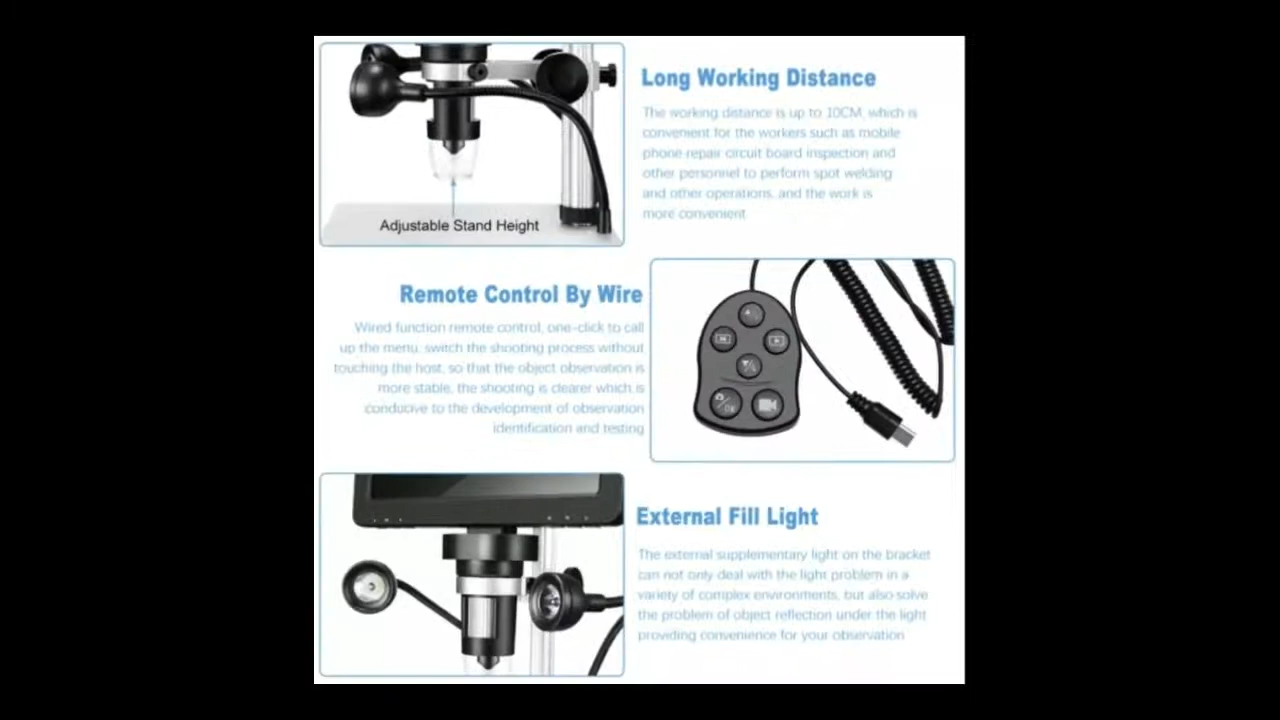 Long Working Distance
The working distance is up to 10CM, which is
convenient for the workers such as mobile
phone repair circuit board inspection and
other personnel to perform spot welding
and other operations, and the work is
more convenient
Adjustable Stand Height
Remote Control By Wire
Wired function remote control, one-click to call
up the menu, switch the shooting process without
touching the host, so that the object observation is
more stable, the shooting is clearer which is
conducive to the development of observation
identification and testing
External Fill Light
The external supplementary light on the bracket
can not only deal with the light problem in a
variety of complex environments, but also solve
the problem of object reflection under the light
providing convenience for your observation